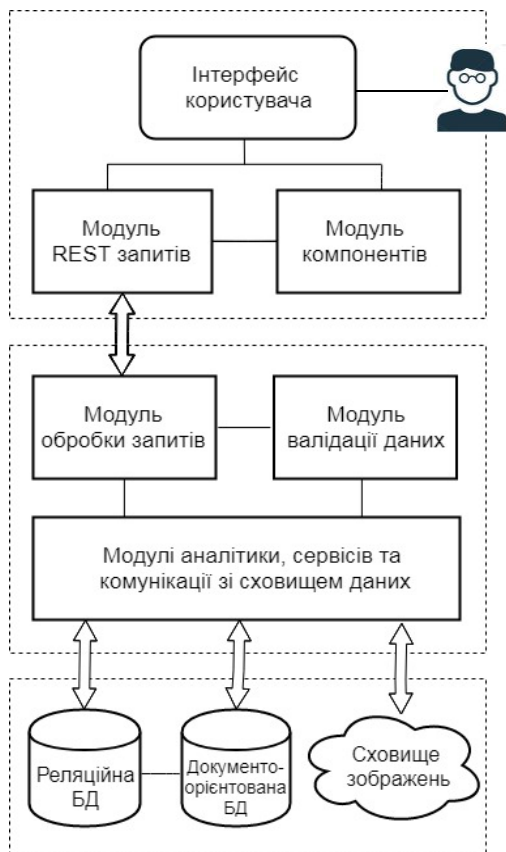 Інтерфейс
користувача
Модуль
REST запитів
Модуль
компонентів
Модуль
обробки запитів
Модуль
валідації даних
Модулі аналітики, сервісів та
комунікації зі сховищем даних
Реляційна
БД
Документо-
орієнтована
БД
Сховище
зображень